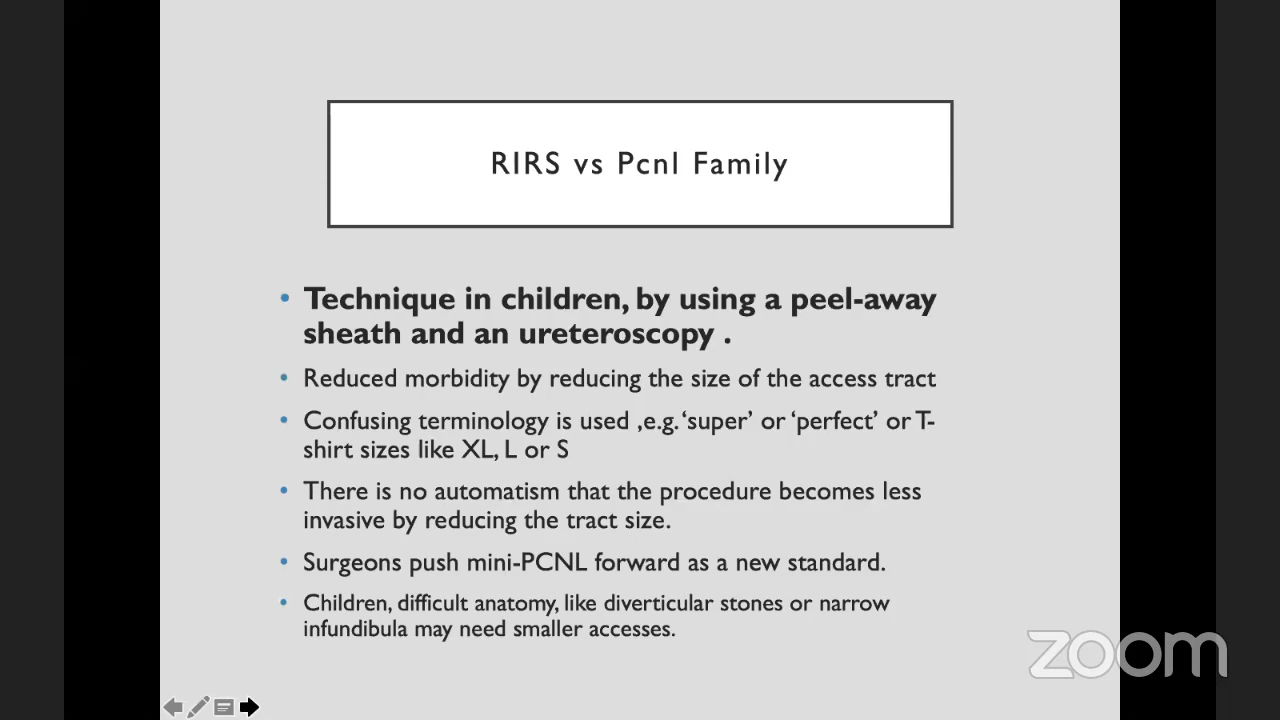 RIRS vs Pcnl Family
• Technique in children, by using a peel-away
sheath and an ureteroscopy .
• Reduced morbidity by reducing the size of the access tract
• Confusing terminology is used ,e.g. ‘super’ or ‘perfect’ or T-
shirt sizes like XL, L or S
• There is no automatism that the procedure becomes less
invasive by reducing the tract size.
• Surgeons push mini-PCNL forward as a new standard.
• Children, difficult anatomy, like diverticular stones or narrow
infundibula may need smaller accesses.
zoom